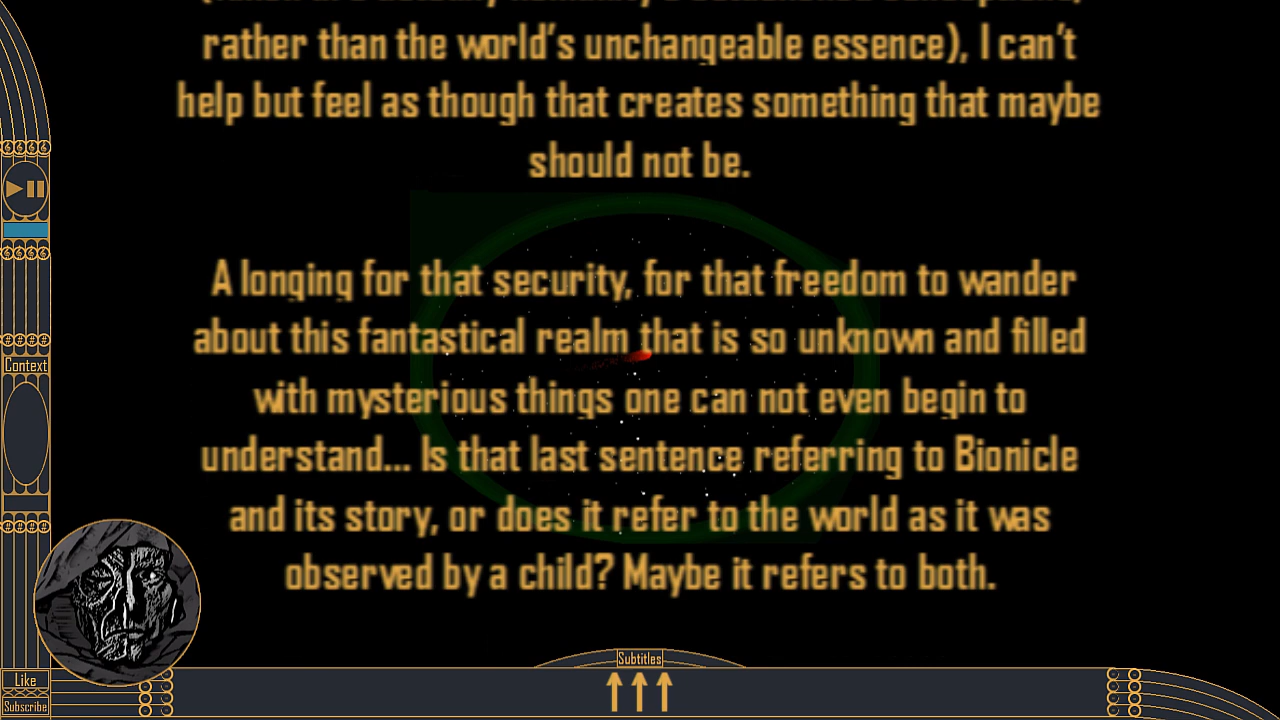 rather than the world's unchangeable essence), I can't
help but feel as though that creates something that maybe
should not be.
A longing for that security, for that freedom to wander
about this fantastical realm that is so unknown and filled
with mysterious things one can not even begin to
understand... Is that last sentence referring to Bionicle
and its story, or does it refer to the world as it was
observed by a child? Maybe it refers to both.
Context
Like
Subscribe
Subtitles